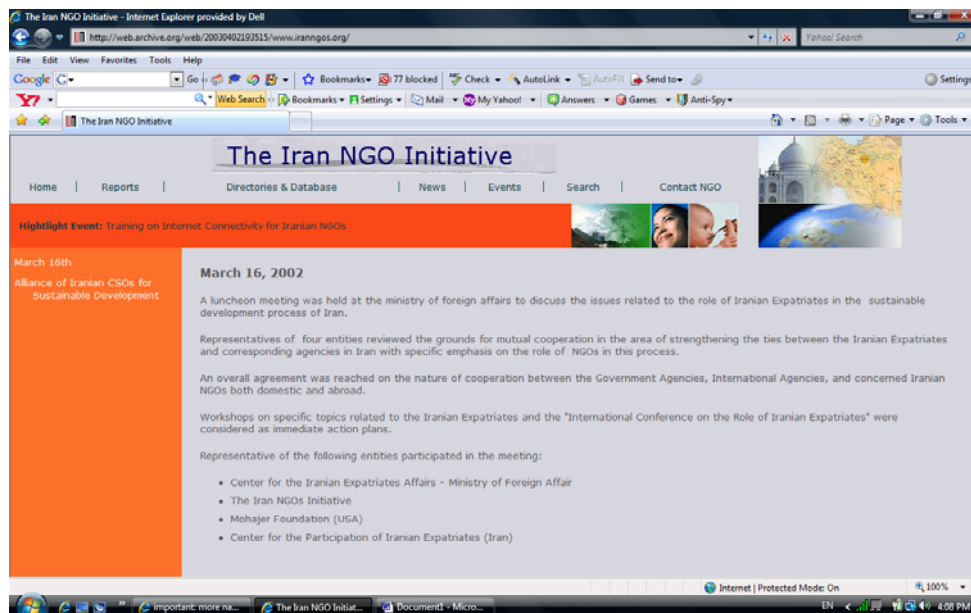 The Iran NGO Initiative - Internet Explorer provided by Dell
http://web.archive.org/web/20030402193515/www.iranngos.org/
Yahoo! Search
File Edit View Favorites Tools Help
Google Go Bookmarks 77 blocked Check AutoLink AutoFill Send to Settings
Web Search Bookmarks Settings Mail My Yahoo! Answers Games Anti-Spy
The Iran NGO Initiative Page Tools
The Iran NGO Initiative
Home | Reports | Directories & Database | News | Events | Search | Contact NGO
Hightlight Event: Training on Internet Connectivity for Iranian NGOs
March 16th
Alliance of Iranian CSOs for
Sustainable Development
March 16, 2002
A luncheon meeting was held at the ministry of foreign affairs to discuss the issues related to the role of Iranian Expatriates in the sustainable
development process of Iran.
Representatives of four entities reviewed the grounds for mutual cooperation in the area of strengthening the ties between the Iranian Expatriates
and corresponding agencies in Iran with specific emphasis on the role of NGOs in this process.
An overall agreement was reached on the nature of cooperation between the Government Agencies, International Agencies, and concerned Iranian
NGOs both domestic and abroad.
Workshops on specific topics related to the Iranian Expatriates and the "International Conference on the Role of Iranian Expatriates" were
considered as immediate action plans.
Representative of the following entities participated in the meeting:
• Center for the Iranian Expatriates Affairs - Ministry of Foreign Affair
• The Iran NGOs Initiative
• Mohajer Foundation (USA)
• Center for the Participation of Iranian Expatriates (Iran)
Internet | Protected Mode: On 100%
important: more na... The Iran NGO Initiat... Document1 - Micro... EN 4:08 PM